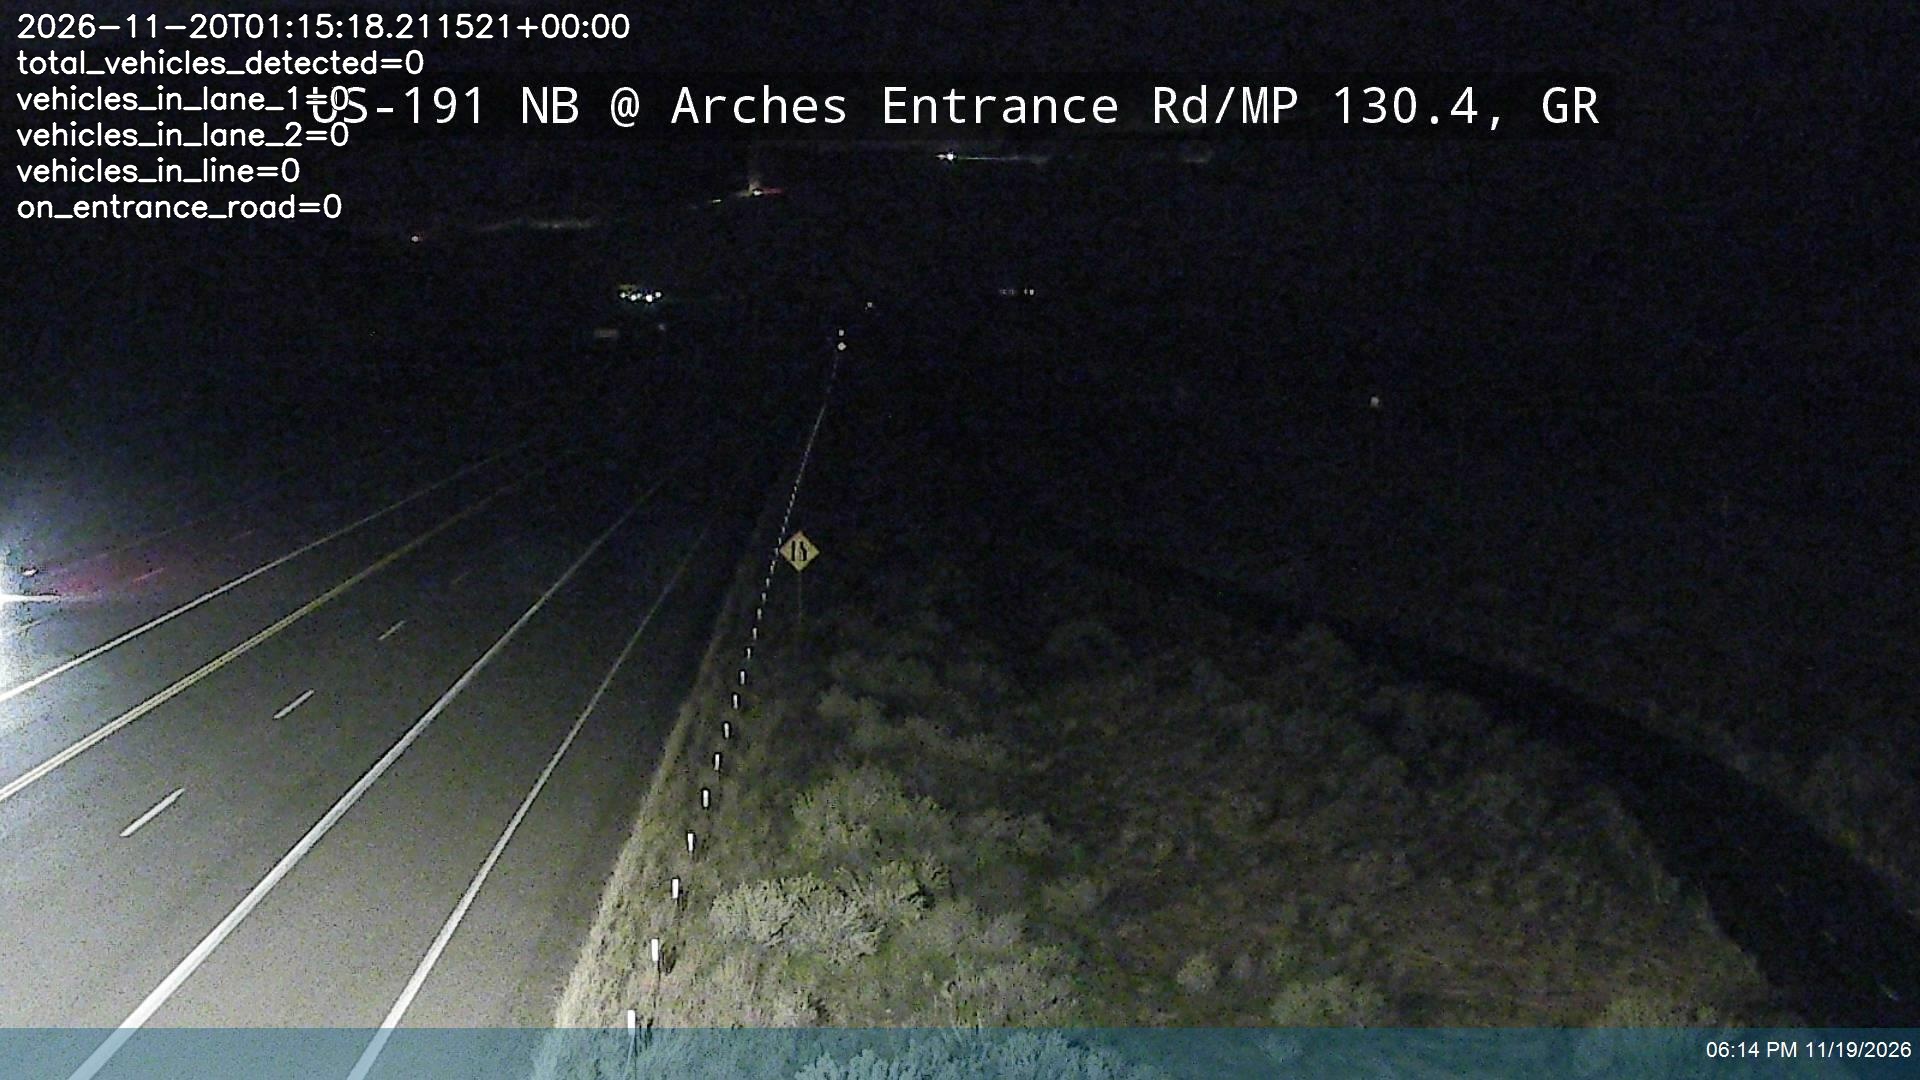 2026-11-20T01:15:18.211521+00:00
total_vehicles_detected=0
vehicles_in_lane_1=0
US-191 NB @ Arches Entrance Rd/MP 130.4, GR
vehicles_in_lane_2=0
vehicles_in_line=0
on_entrance_road=0
06:14 PM 11/19/2026